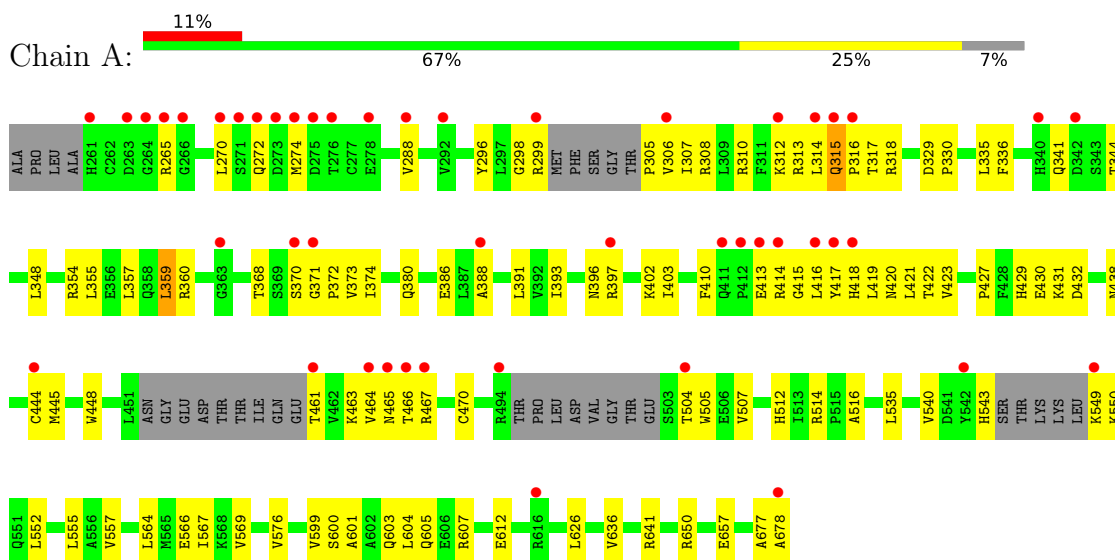 11%
Chain A:
67% 25% 7%
ALA PRO LEU ALA H261 C262 D263 G264 R265 G266 L270 S271 Q272 D273 M274 D275 T276 C277 E278 V288 V292 Y296 L297 G298 R299 MET PHE SER GLY THR P305 V306 I307 R308 L309 R310 F311 K312 R313 L314 Q315 P316 T317 R318 D329 P330 L335 F336 H340 Q341 D342 S343 T344
L348 R354 L355 E356 L357 Q358 L359 R360 G363 T368 S369 S370 G371 P372 V373 I374 Q380 E386 L387 A388 L391 V392 I393 N396 R397 K402 I403 F410 Q411 P412 E413 R414 G415 L416 Y417 H418 L419 N420 L421 T422 V423 P427 F428 H429 E430 K431 D432 N438
C444 M445 W448 L451 ASN GLY GLU ASP THR THR ILE GLN GLU T461 V462 K463 V464 N465 T466 R467 C470 R494 THR PRO LEU ASP VAL GLY THR GLU S503 T504 W505 E506 V507 H512 I513 R514 P515 A516 L535 V540 D541 Y542 H543 SER THR LYS LYS LEU K549 K550
Q551 L552 L555 A556 V557 L564 M565 E566 I567 K568 V569 V576 V599 S600 A601 A602 Q603 L604 Q605 E606 R607 E612 R616 L626 V636 R641 R650 E657 A677 A678